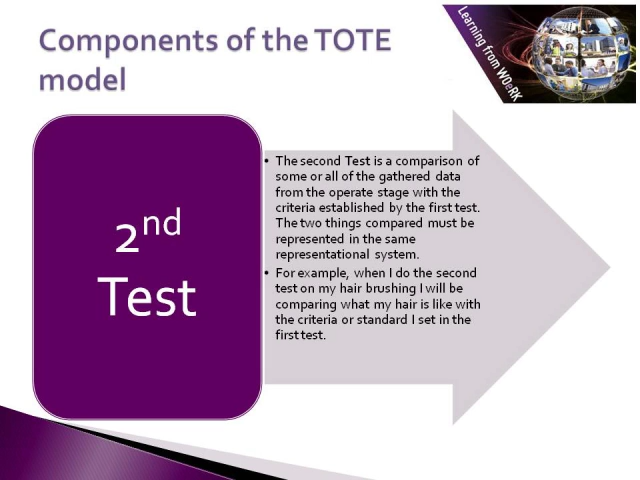 Components of the TOTE
model
Learning from WOeRK
2nd
Test
• The second Test is a comparison of
some or all of the gathered data
from the operate stage with the
criteria established by the first test.
The two things compared must be
represented in the same
representational system.
• For example, when I do the second
test on my hair brushing I will be
comparing what my hair is like with
the criteria or standard I set in the
first test.